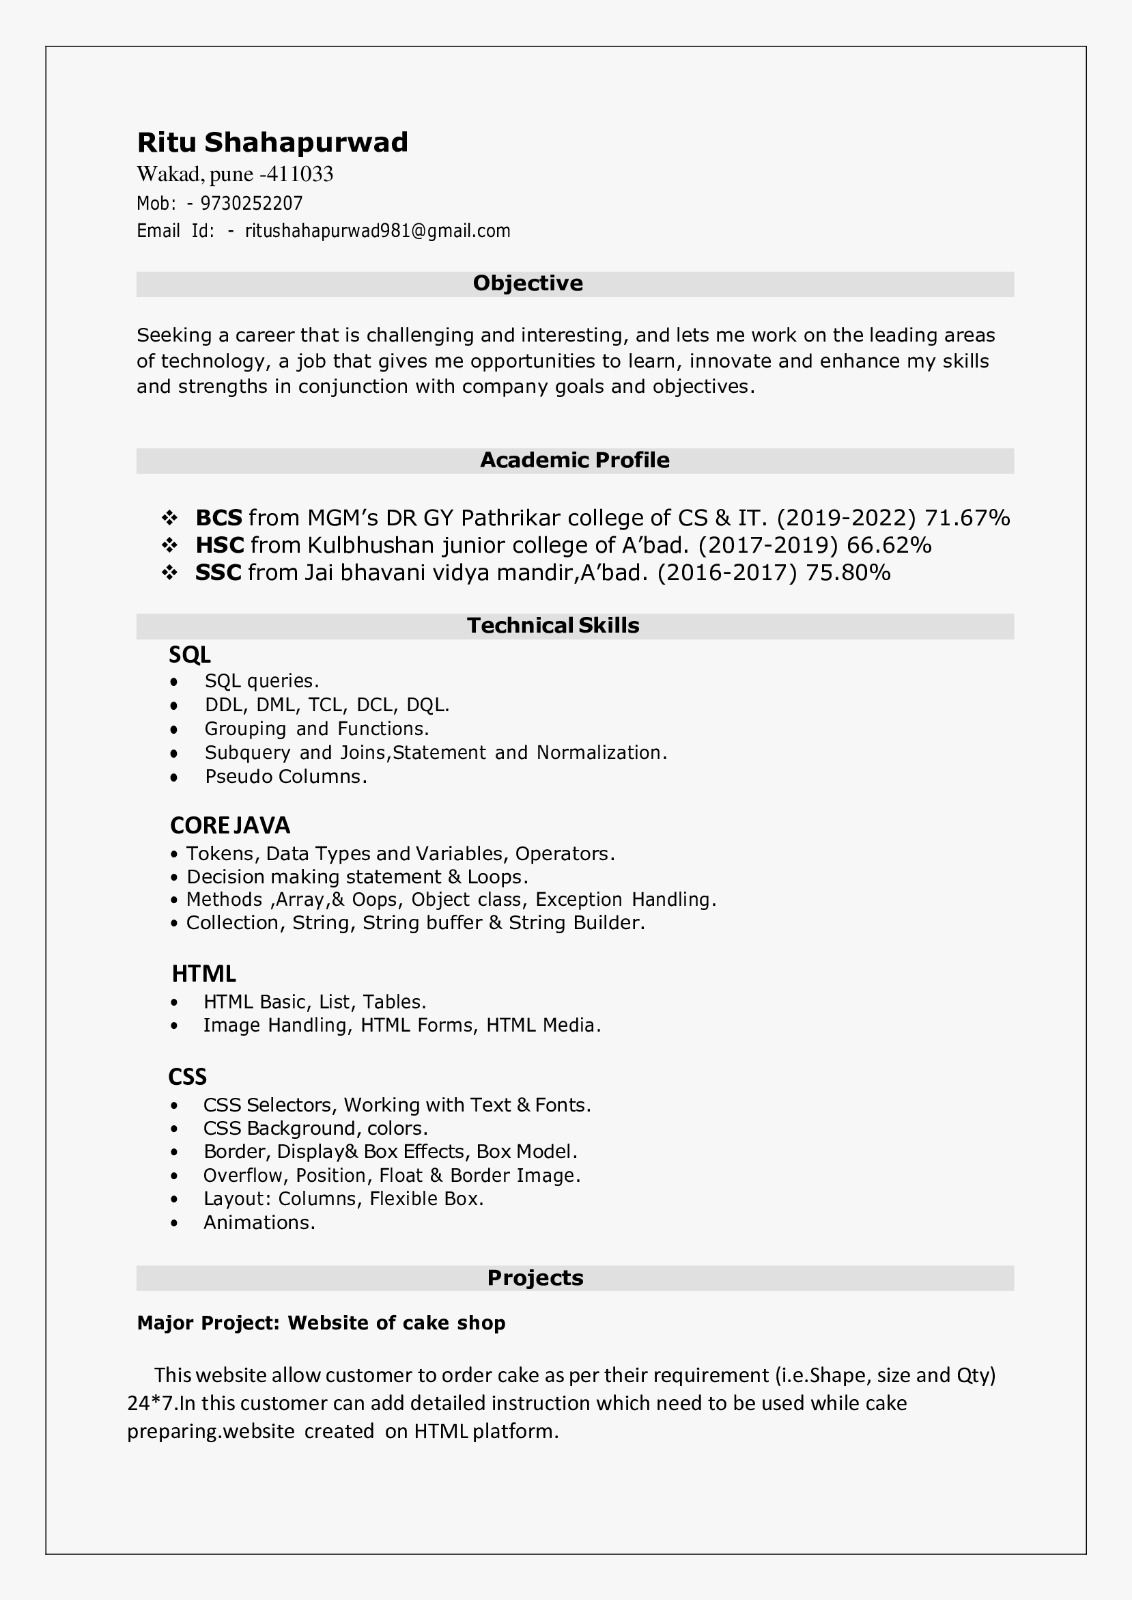 Ritu Shahapurwad
Wakad, pune -411033
Mob: - 9730252207
Email Id: - ritushahapurwad981@gmail.com
Objective
Seeking a career that is challenging and interesting, and lets me work on the leading areas
of technology, a job that gives me opportunities to learn, innovate and enhance my skills
and strengths in conjunction with company goals and objectives.
Academic Profile
❖ BCS from MGM’s DR GY Pathrikar college of CS & IT. (2019-2022) 71.67%
❖ HSC from Kulbhushan junior college of A’bad. (2017-2019) 66.62%
❖ SSC from Jai bhavani vidya mandir,A’bad. (2016-2017) 75.80%
Technical Skills
SQL
• SQL queries.
• DDL, DML, TCL, DCL, DQL.
• Grouping and Functions.
• Subquery and Joins,Statement and Normalization.
• Pseudo Columns.
CORE JAVA
• Tokens, Data Types and Variables, Operators.
• Decision making statement & Loops.
• Methods ,Array,& Oops, Object class, Exception Handling.
• Collection, String, String buffer & String Builder.
HTML
• HTML Basic, List, Tables.
• Image Handling, HTML Forms, HTML Media.
CSS
• CSS Selectors, Working with Text & Fonts.
• CSS Background, colors.
• Border, Display& Box Effects, Box Model.
• Overflow, Position, Float & Border Image.
• Layout: Columns, Flexible Box.
• Animations.
Projects
Major Project: Website of cake shop
This website allow customer to order cake as per their requirement (i.e.Shape, size and Qty)
24*7.In this customer can add detailed instruction which need to be used while cake
preparing.website created on HTML platform.